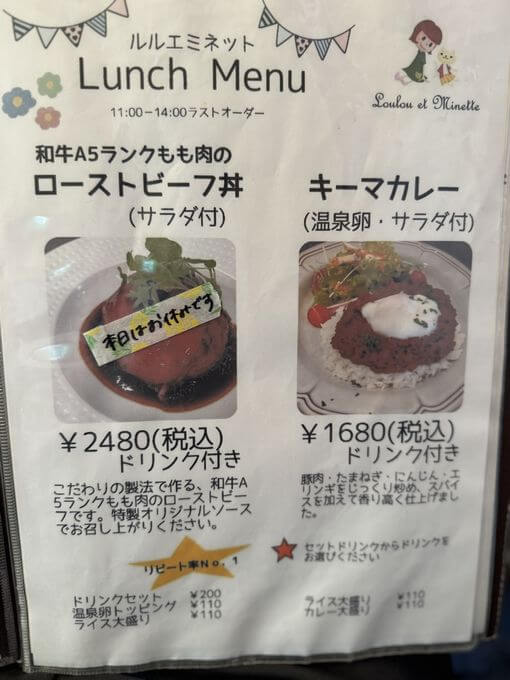 ルルエミネット
Lunch Menu
11:00-14:00ラストオーダー
Loulou et Minette
和牛A5ランクもも肉の
ローストビーフ丼
(サラダ付)
本日はお休みです
￥2480(税込)
ドリンク付き
こだわりの製法で作る、和牛A
5ランクもも肉のローストビー
フです。特製オリジナルソース
でお召し上がりください。
リピート率No.1
ドリンクセット ¥200
温泉卵トッピング ¥110
ライス大盛り ¥110
キーマカレー
(温泉卵・サラダ付)
￥1680(税込)
ドリンク付き
豚肉・たまねぎ・にんじん・エ
リンギをじっくり炒め、スパイ
スを加えて香り高く仕上げまし
た。
セットドリンクからドリンクを
お選びください
ライス大盛り ¥110
カレー大盛り ¥110